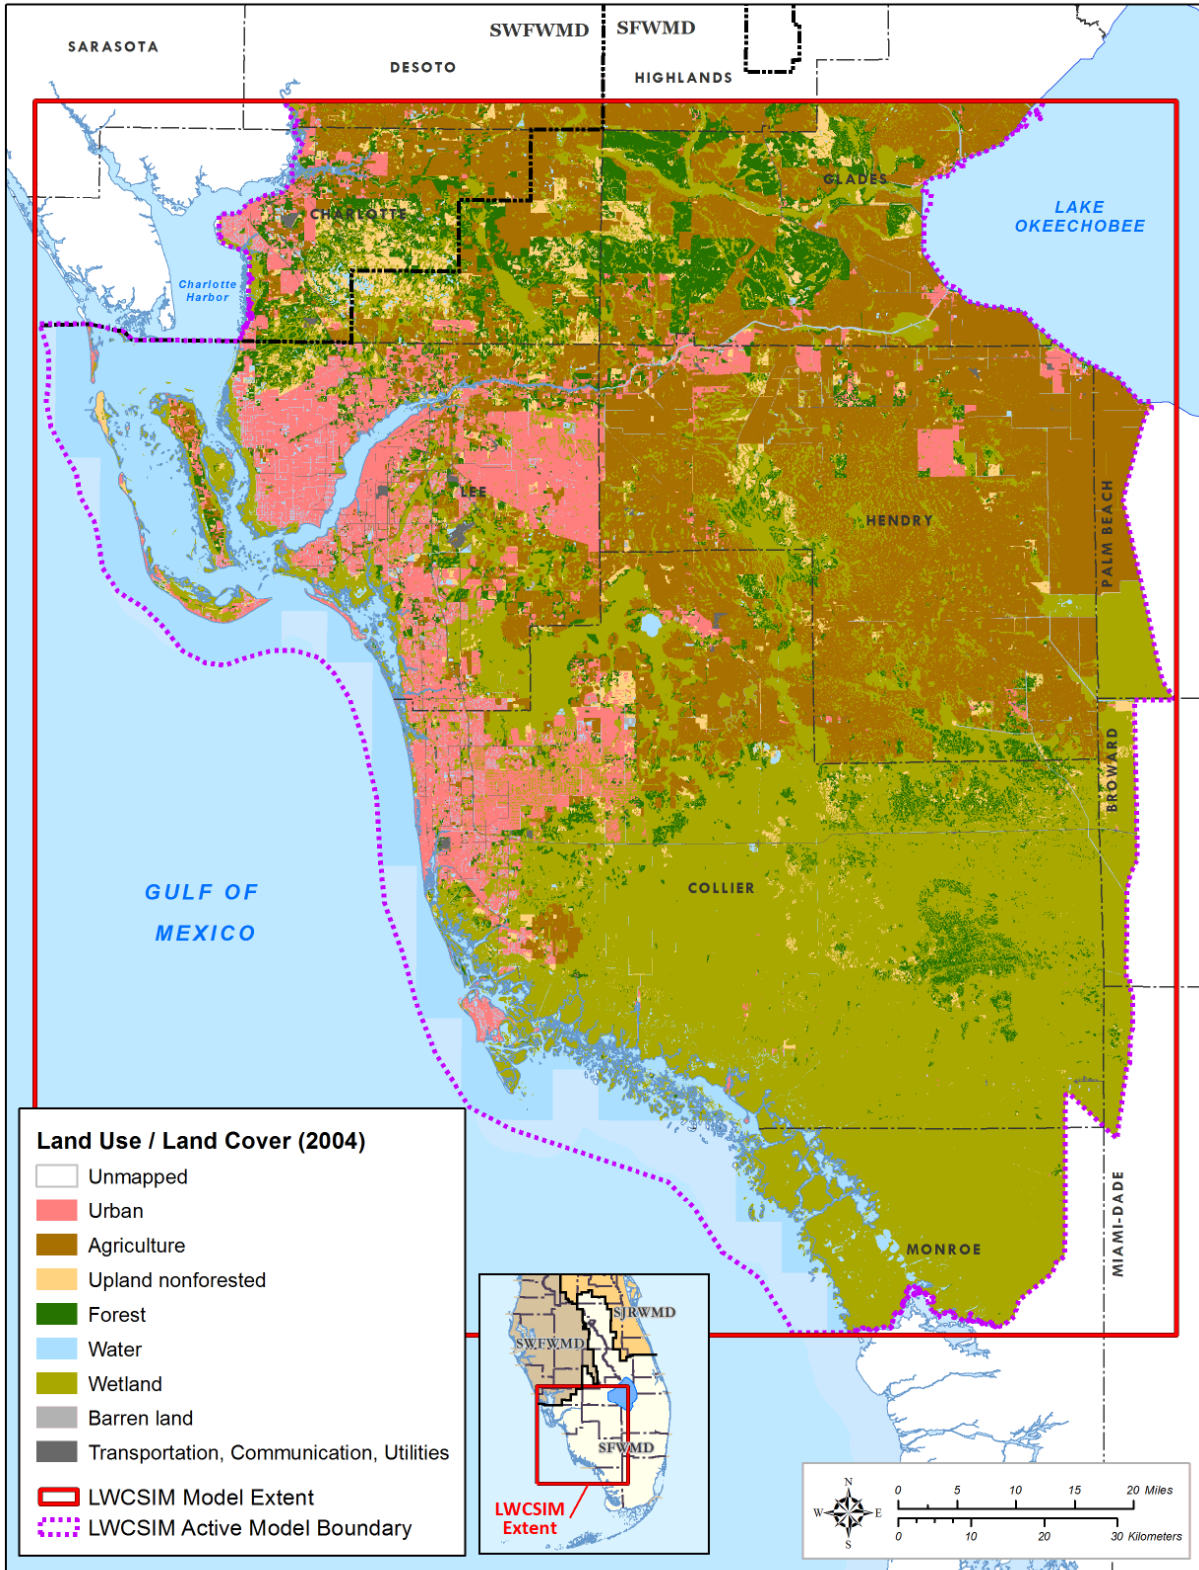 SWFWMD
SFWMD
SARASOTA
DESOTO
HIGHLANDS
GLADES
CHARLOTTE
LAKE
OKEECHOBEE
Charlotte
Harbor
LEE
HENDRY
PALM BEACH
BROWARD
COLLIER
GULF OF
MEXICO
MIAMI-DADE
MONROE
Land Use / Land Cover (2004)
Unmapped
Urban
Agriculture
Upland nonforested
Forest
Water
Wetland
Barren land
Transportation, Communication, Utilities
LWCSIM Model Extent
LWCSIM Active Model Boundary
SJRWMD
SWFWMD
SFWMD
LWCSIM
Extent
N
W
E
S
0 5 10 15 20 Miles
0 10 20 30 Kilometers